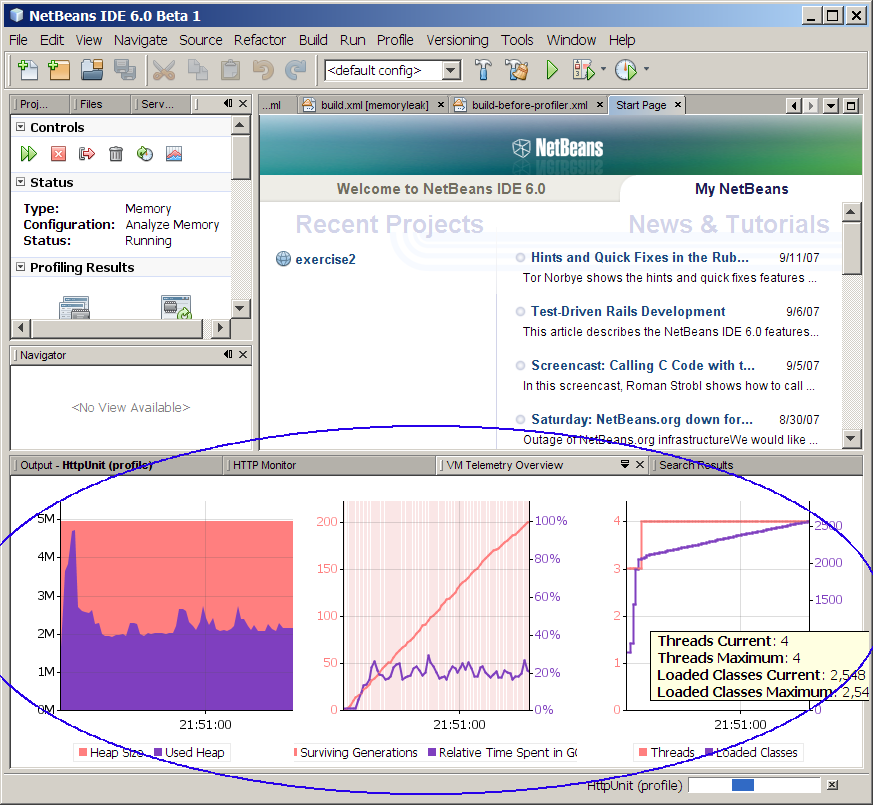 NetBeans IDE 6.0 Beta 1
File Edit View Navigate Source Refactor Build Run Profile Versioning Tools Window Help
<default config>
Proj... Files Serv...
...ml build.xml [memoryleak] build-before-profiler.xml Start Page
Controls
Status
Type: Memory
Configuration: Analyze Memory
Status: Running
Profiling Results
Navigator
<No View Available>
NetBeans
Welcome to NetBeans IDE 6.0 My NetBeans
Recent Projects
exercise2
News & Tutorials
Hints and Quick Fixes in the Rub... 9/11/07
Tor Norbye shows the hints and quick fixes features ...
Test-Driven Rails Development 9/6/07
This article describes the NetBeans IDE 6.0 features...
Screencast: Calling C Code with t... 9/5/07
In this screencast, Roman Strobl shows how to call ...
Saturday: NetBeans.org down for... 8/30/07
Outage of NetBeans.org infrastructureWe would like ...
Output - HttpUnit (profile) HTTP Monitor VM Telemetry Overview Search Results
5M
4M
3M
2M
1M
0M
21:51:00
Heap Size Used Heap
200
150
100
50
0
100%
80%
60%
40%
20%
0%
21:51:00
Surviving Generations Relative Time Spent in GC
4
3
2
1
0
2500
2000
1500
0
Threads Current: 4
Threads Maximum: 4
Loaded Classes Current: 2,548
Loaded Classes Maximum: 2,54
21:51:00
Threads Loaded Classes
HttpUnit (profile)